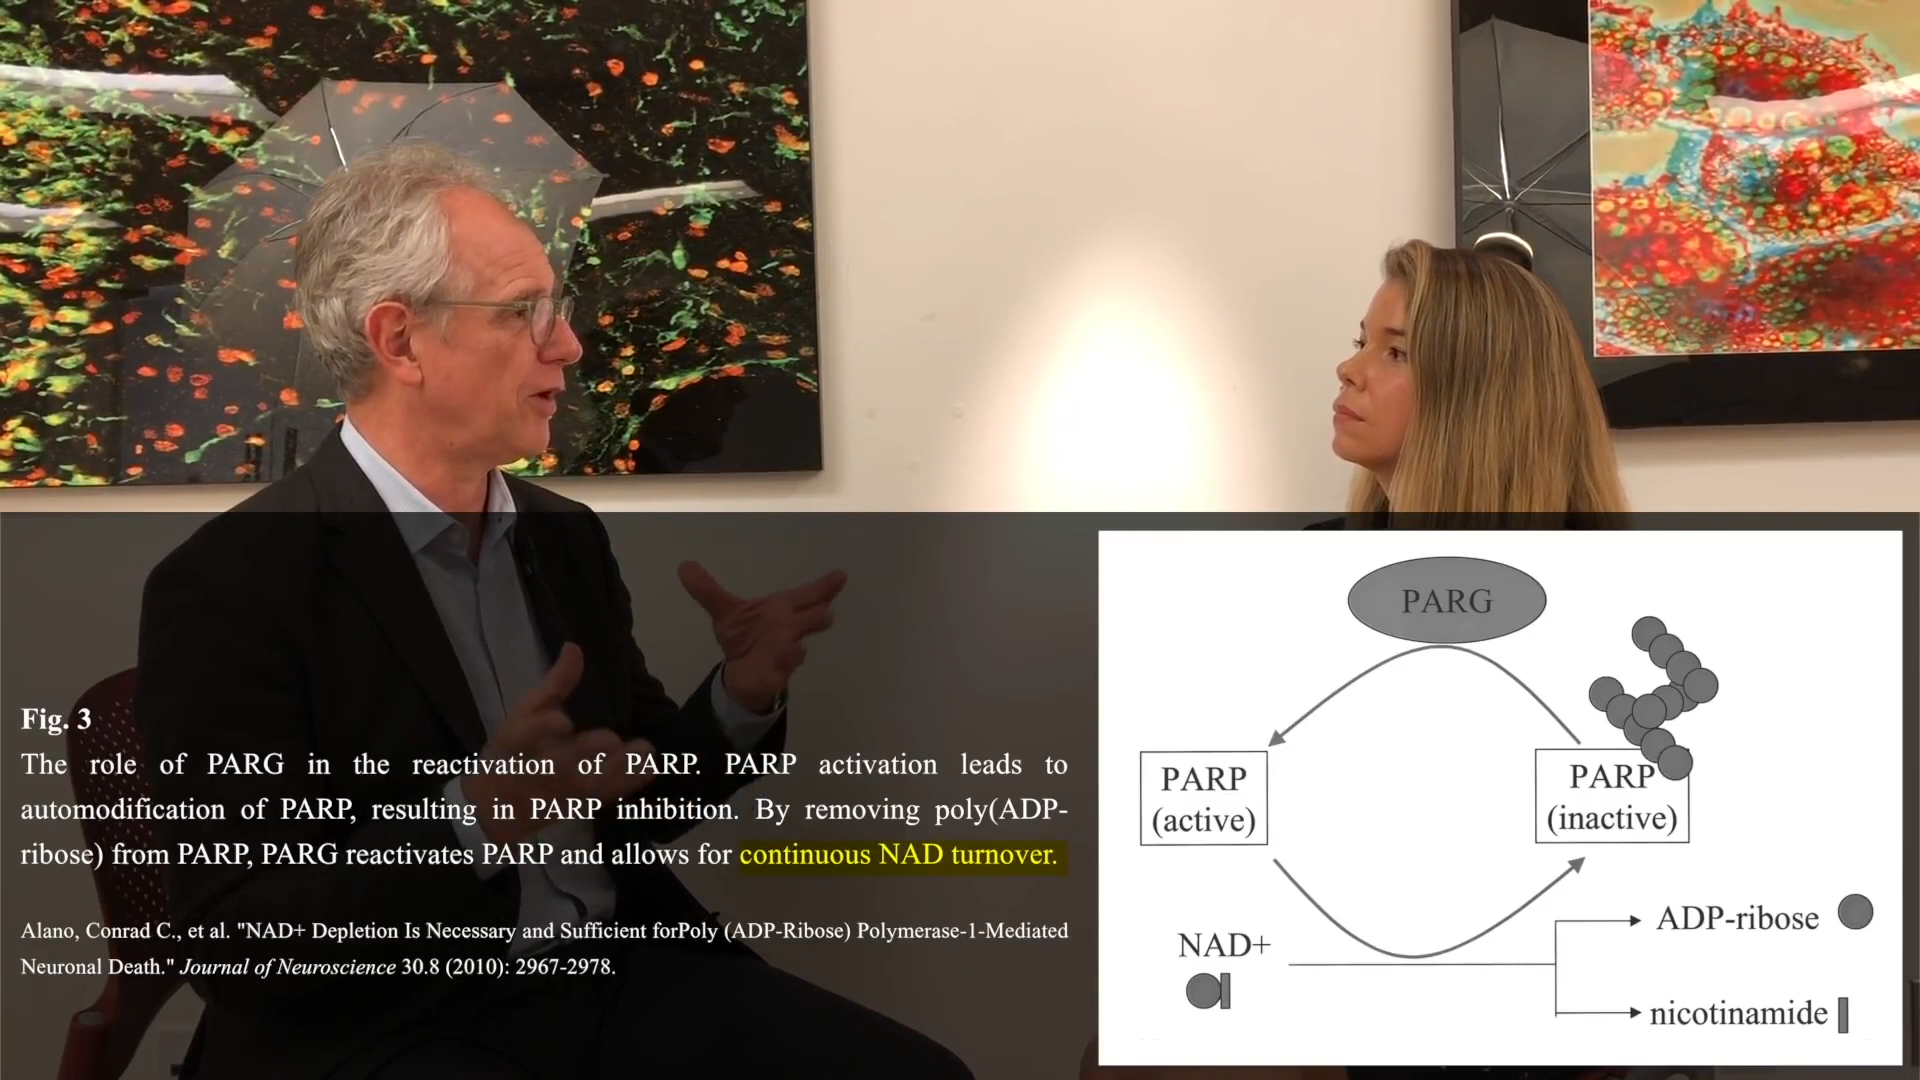 Fig. 3
The role of PARG in the reactivation of PARP. PARP activation leads to
automodification of PARP, resulting in PARP inhibition. By removing poly(ADP-
ribose) from PARP, PARG reactivates PARP and allows for continuous NAD turnover.
Alano, Conrad C., et al. "NAD+ Depletion Is Necessary and Sufficient forPoly (ADP-Ribose) Polymerase-1-Mediated
Neuronal Death." Journal of Neuroscience 30.8 (2010): 2967-2978.
PARG
PARP
(active)
PARP
(inactive)
NAD+
ADP-ribose
nicotinamide